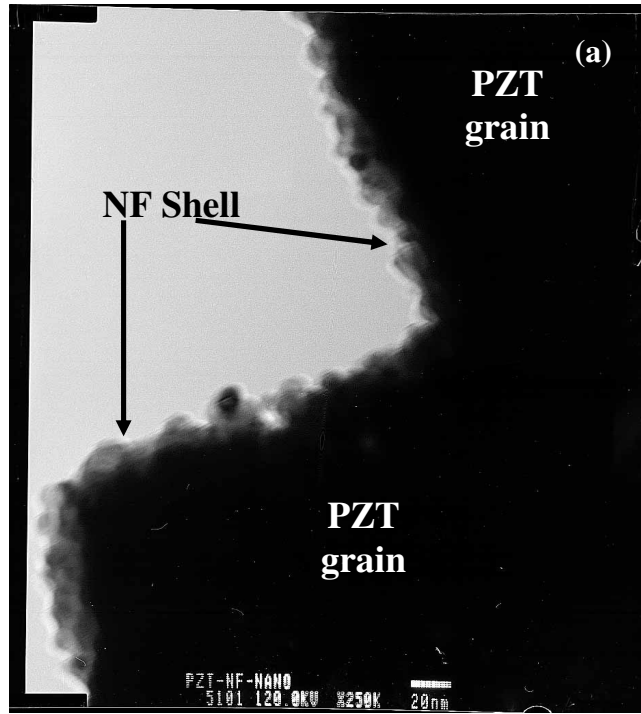 (a)
PZT
grain
NF Shell
PZT
grain
PZT-NF-NANO
5101 120.0KV X250K 20nm